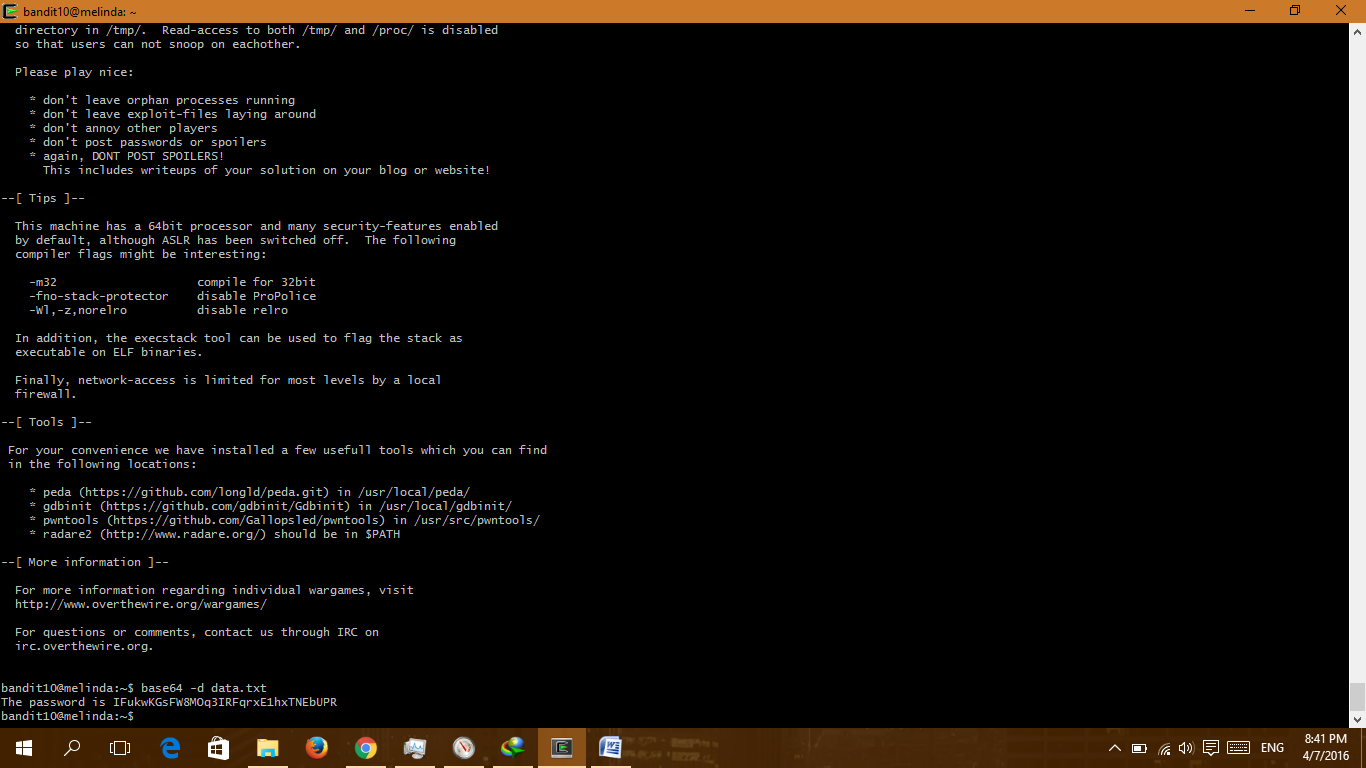 bandit10@melinda: ~
directory in /tmp/.  Read-access to both /tmp/ and /proc/ is disabled
so that users can not snoop on eachother.
Please play nice:
* don't leave orphan processes running
* don't leave exploit-files laying around
* don't annoy other players
* don't post passwords or spoilers
* again, DONT POST SPOILERS!
This includes writeups of your solution on your blog or website!
--[ Tips ]--
This machine has a 64bit processor and many security-features enabled
by default, although ASLR has been switched off.  The following
compiler flags might be interesting:
-m32                    compile for 32bit
-fno-stack-protector    disable ProPolice
-Wl,-z,norelro          disable relro
In addition, the execstack tool can be used to flag the stack as
executable on ELF binaries.
Finally, network-access is limited for most levels by a local
firewall.
--[ Tools ]--
For your convenience we have installed a few usefull tools which you can find
in the following locations:
* peda (https://github.com/longld/peda.git) in /usr/local/peda/
* gdbinit (https://github.com/gdbinit/Gdbinit) in /usr/local/gdbinit/
* pwntools (https://github.com/Gallopsled/pwntools) in /usr/src/pwntools/
* radare2 (http://www.radare.org/) should be in $PATH
--[ More information ]--
For more information regarding individual wargames, visit
http://www.overthewire.org/wargames/
For questions or comments, contact us through IRC on
irc.overthewire.org.
bandit10@melinda:~$ base64 -d data.txt
The password is IFukwKGsFW8MOq3IRFqrxE1hxTNEbUPR
bandit10@melinda:~$
ENG
8:41 PM
4/7/2016